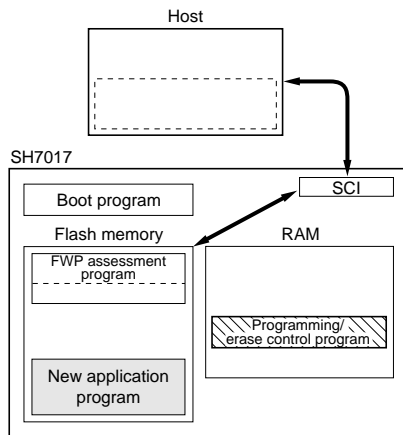 Host
SH7017
SCI
Boot program
Flash memory
RAM
FWP assessment
program
Programming/
erase control program
New application
program